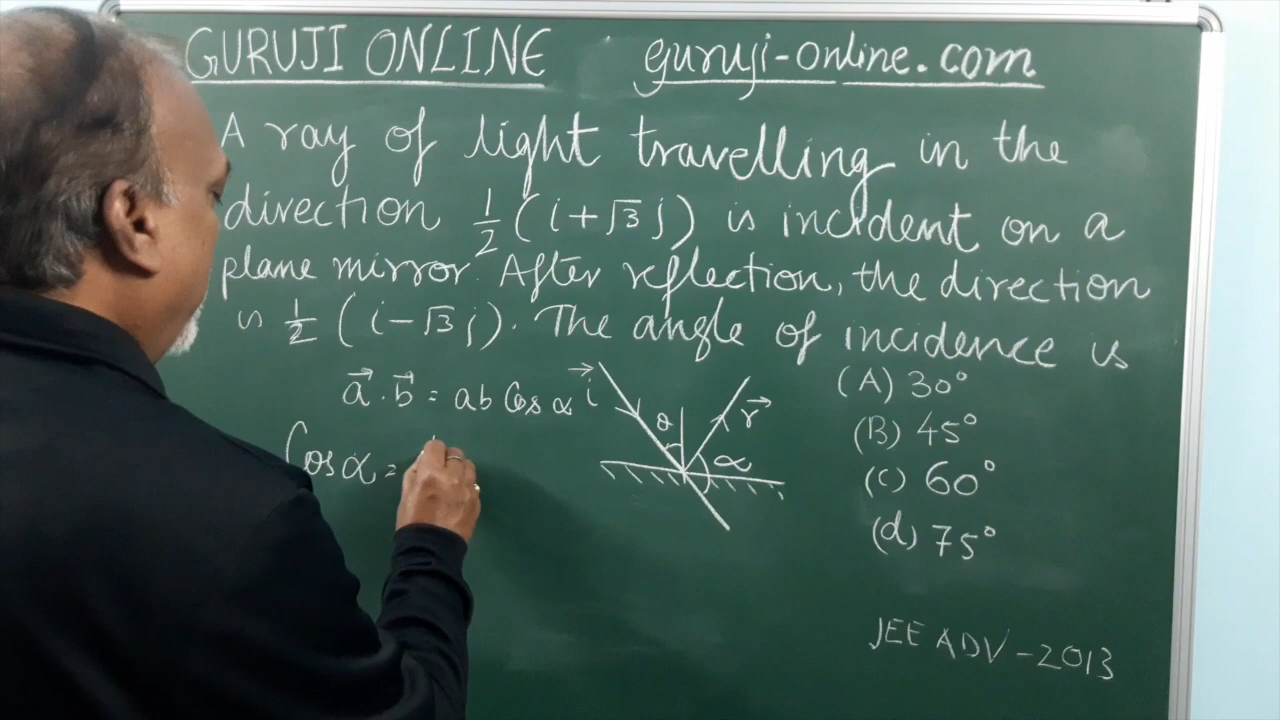 GURUJI ONLINE guruji-online.com
A ray of light travelling in the
direction 1/2 (i+√3 j) is incident on a
plane mirror. After reflection, the direction
is 1/2 (i-√3 j). The angle of incidence is
a⃗.b⃗ = ab Cos α
i⃗
θ
r⃗
α
Cos α =
(A) 30°
(B) 45°
(C) 60°
(d) 75°
JEE ADV-2013